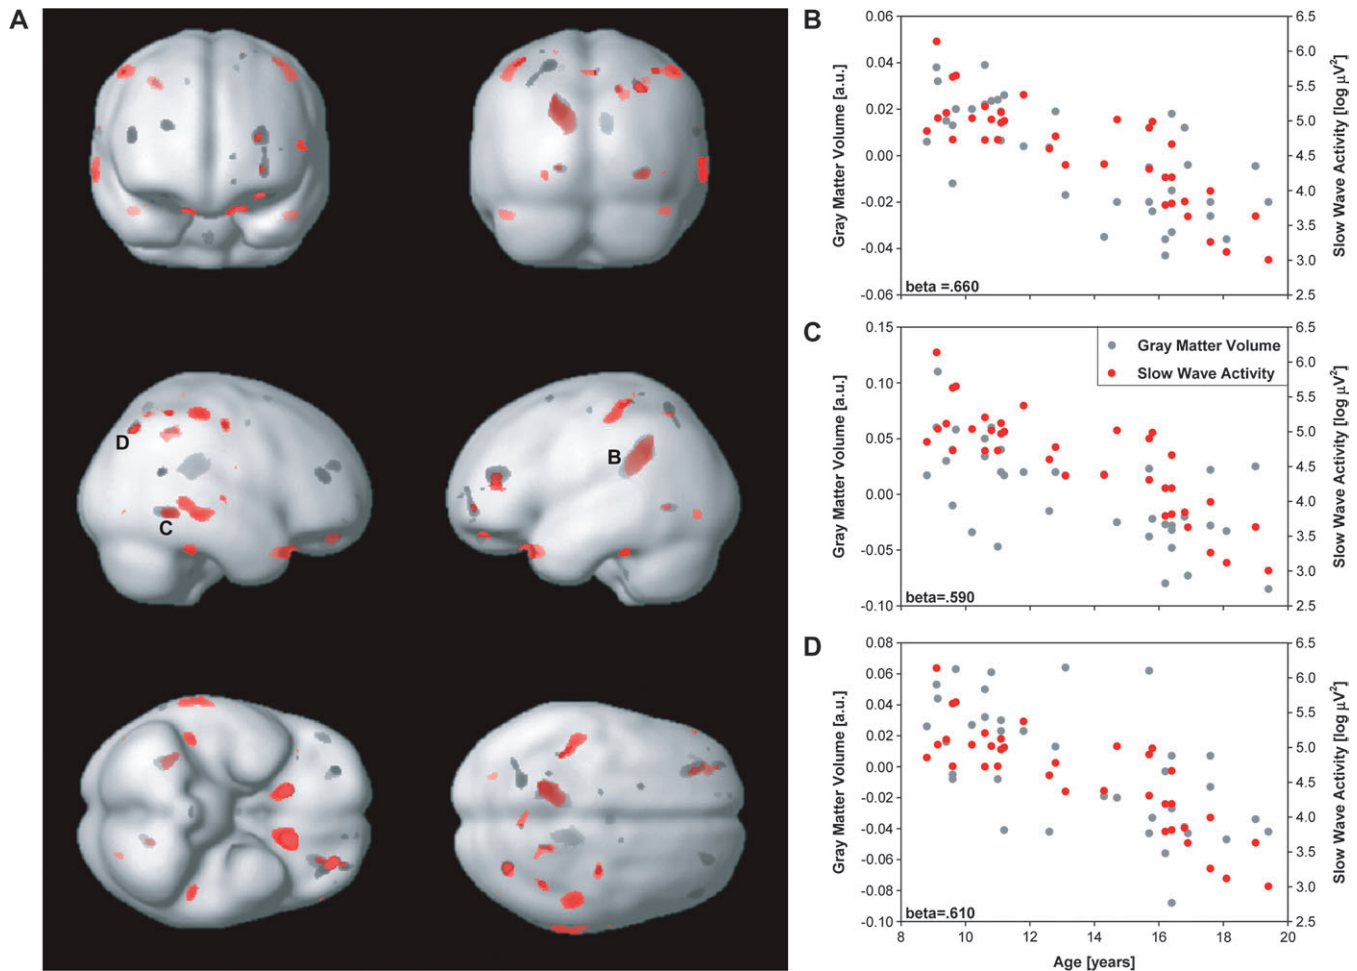 A
D
C
B
B
Gray Matter Volume [a.u.]
0.06
0.04
0.02
0.00
-0.02
-0.04
-0.06
beta =.660
6.5
6.0
5.5
5.0
4.5
4.0
3.5
3.0
2.5
Slow Wave Activity [log μV²]
C
Gray Matter Volume [a.u.]
0.15
0.10
0.05
0.00
-0.05
-0.10
beta=.590
Gray Matter Volume
Slow Wave Activity
6.5
6.0
5.5
5.0
4.5
4.0
3.5
3.0
2.5
Slow Wave Activity [log μV²]
D
Gray Matter Volume [a.u.]
0.08
0.06
0.04
0.02
0.00
-0.02
-0.04
-0.06
-0.08
-0.10
beta=.610
6.5
6.0
5.5
5.0
4.5
4.0
3.5
3.0
2.5
Slow Wave Activity [log μV²]
8 10 12 14 16 18 20
Age [years]